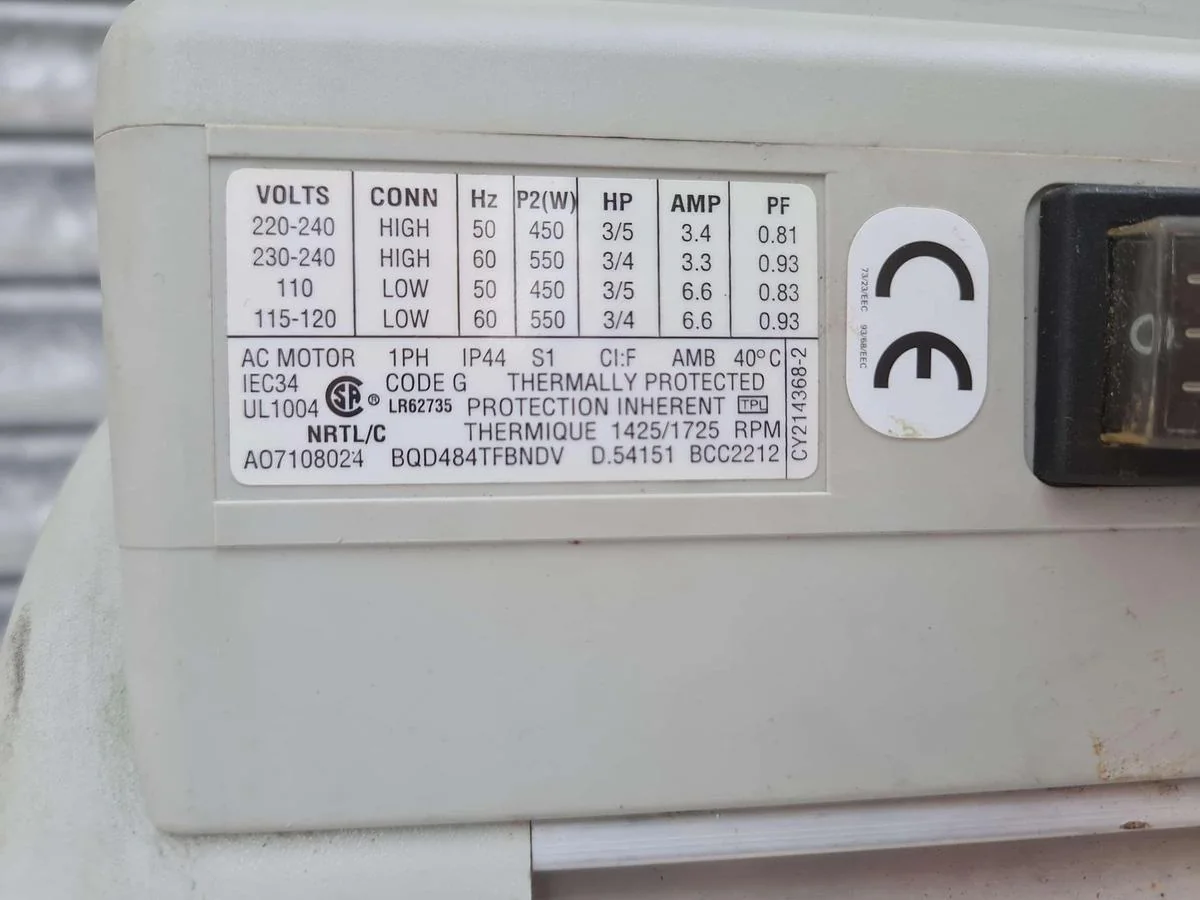 VOLTS CONN Hz P2(W) HP AMP PF
220-240 HIGH 50 450 3/5 3.4 0.81
230-240 HIGH 60 550 3/4 3.3 0.93
110 LOW 50 450 3/5 6.6 0.83
115-120 LOW 60 550 3/4 6.6 0.93
AC MOTOR 1PH IP44 S1 CI:F AMB 40°C
IEC34 CODE G THERMALLY PROTECTED
UL1004 SA ® LR62735 PROTECTION INHERENT TPL
NRTL/C THERMIQUE 1425/1725 RPM
AO7108024 BQD484TFBNDV D.54151 BCC2212
CY214368-2
CE
73/23/EEC 93/68/EEC